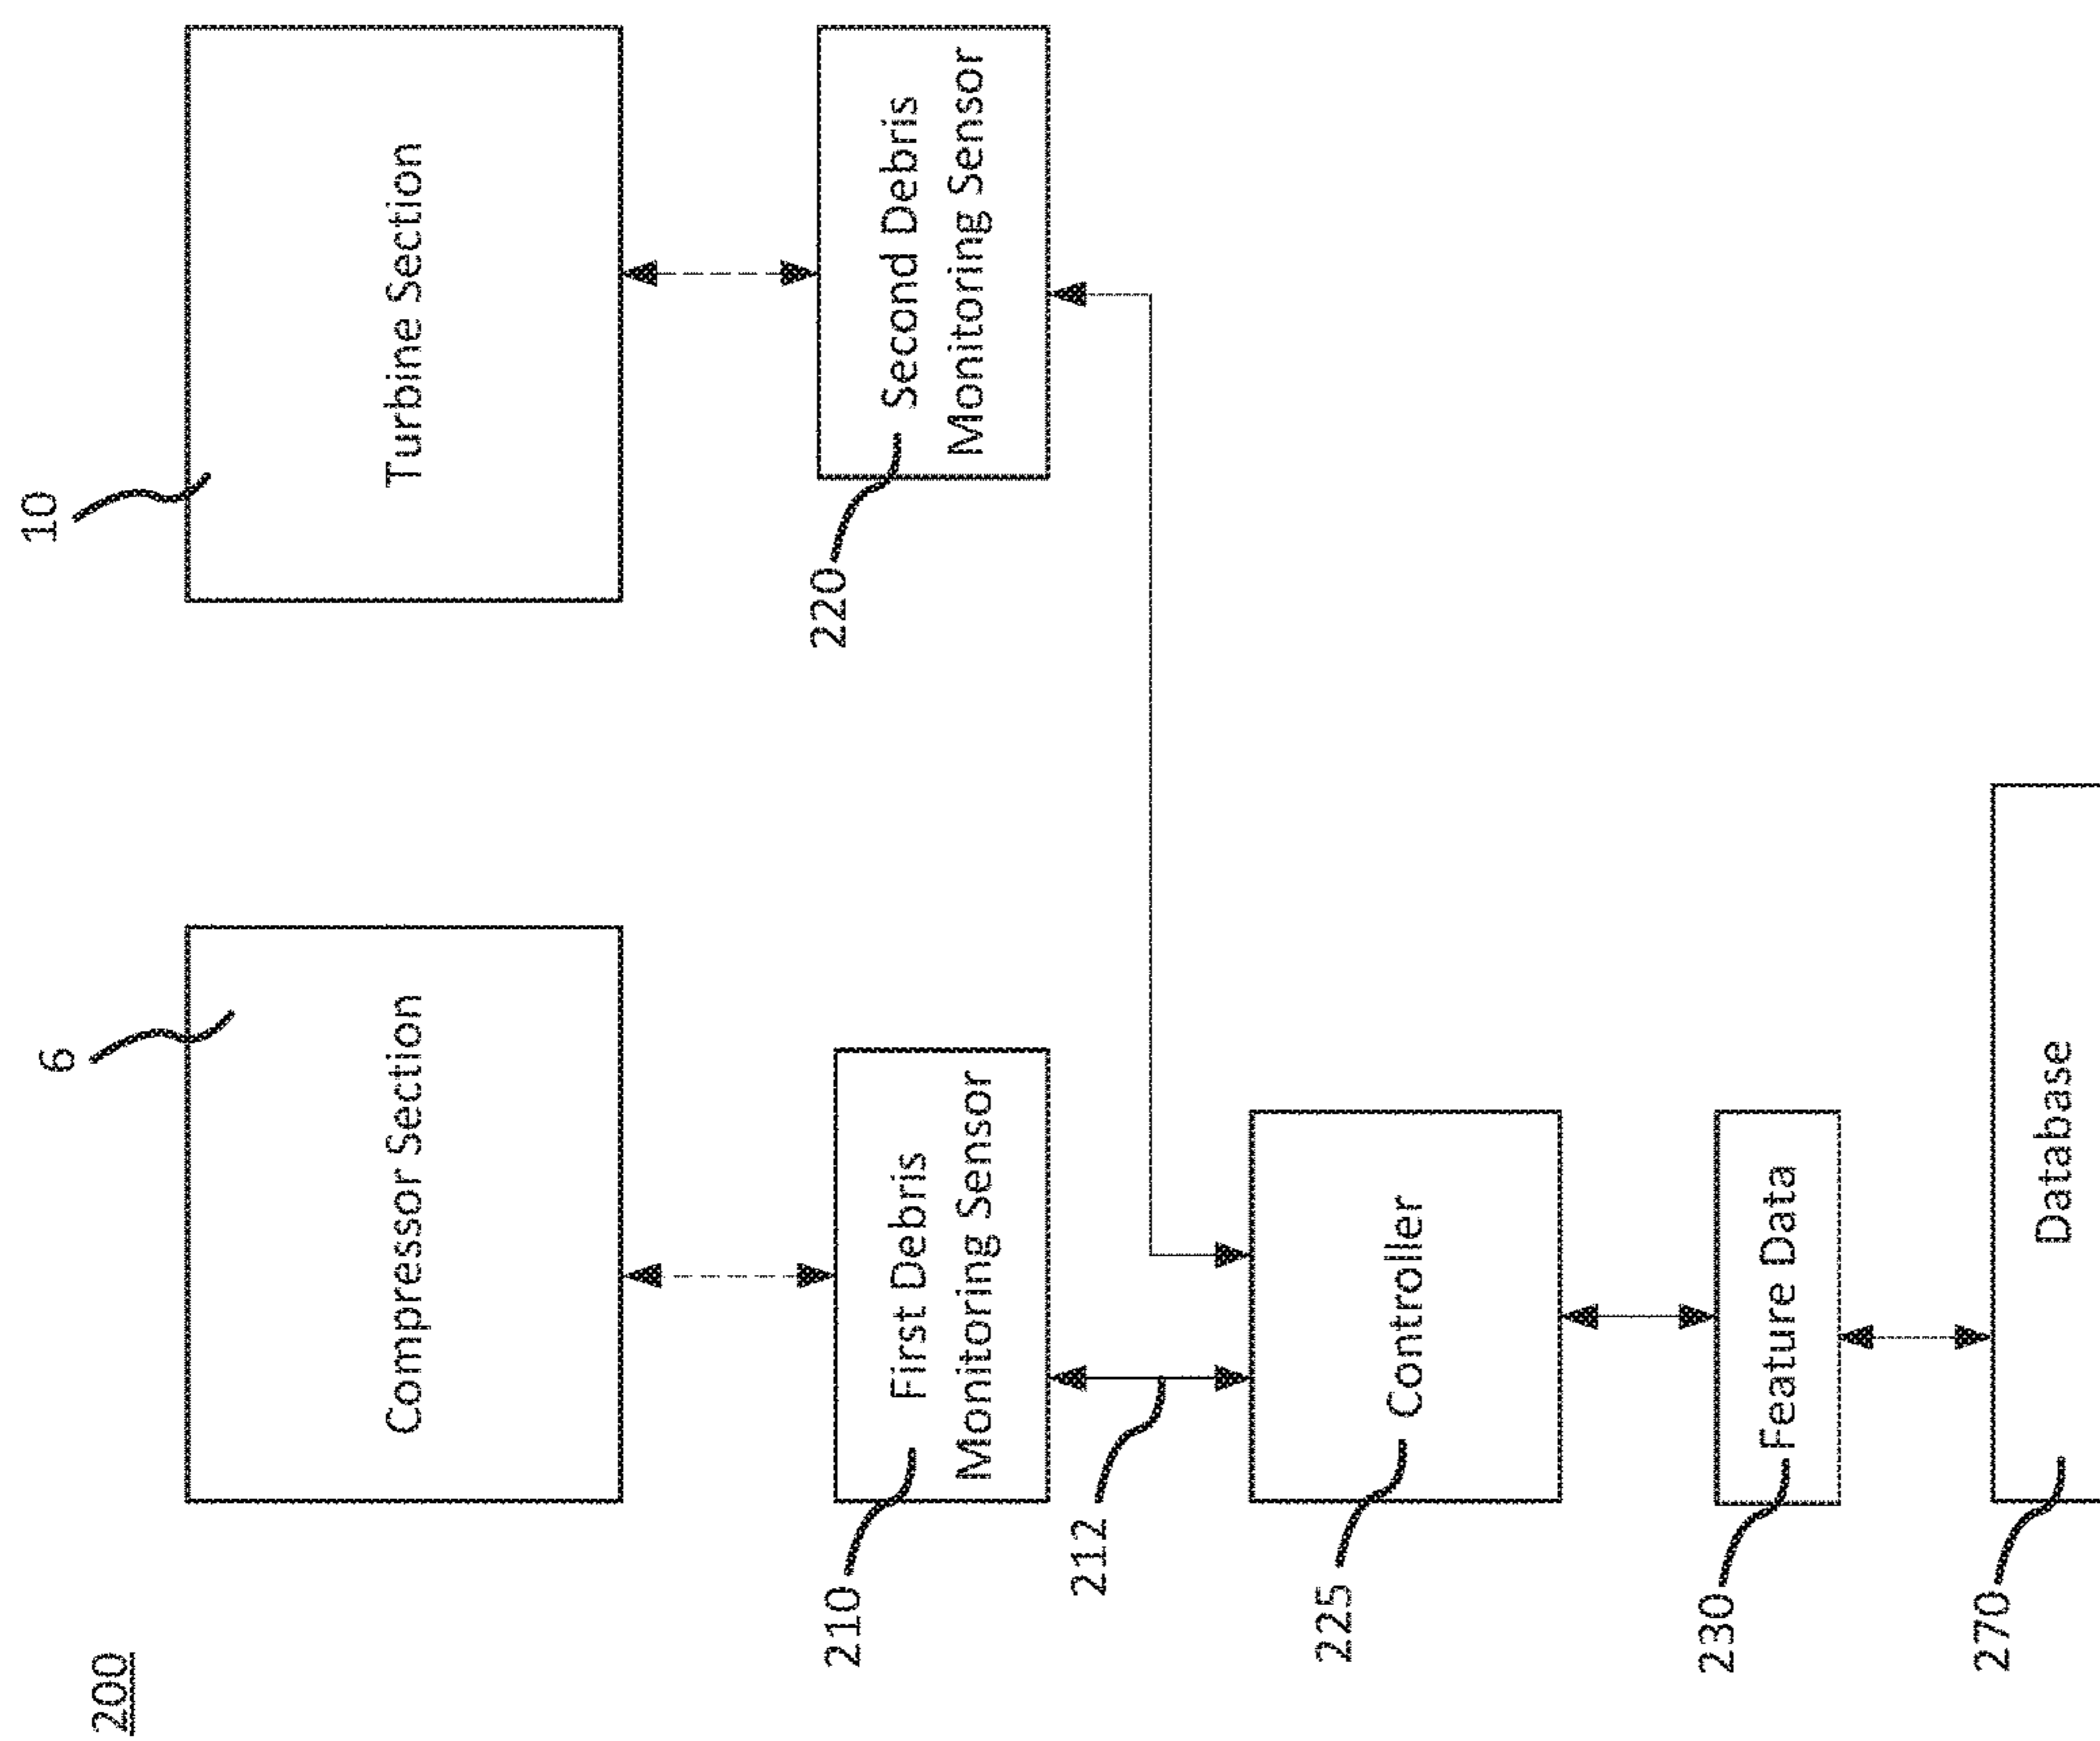 200
6
Compressor Section
10
Turbine Section
210
First Debris
Monitoring Sensor
220
Second Debris
Monitoring Sensor
212
225
Controller
230
Feature Data
270
Database